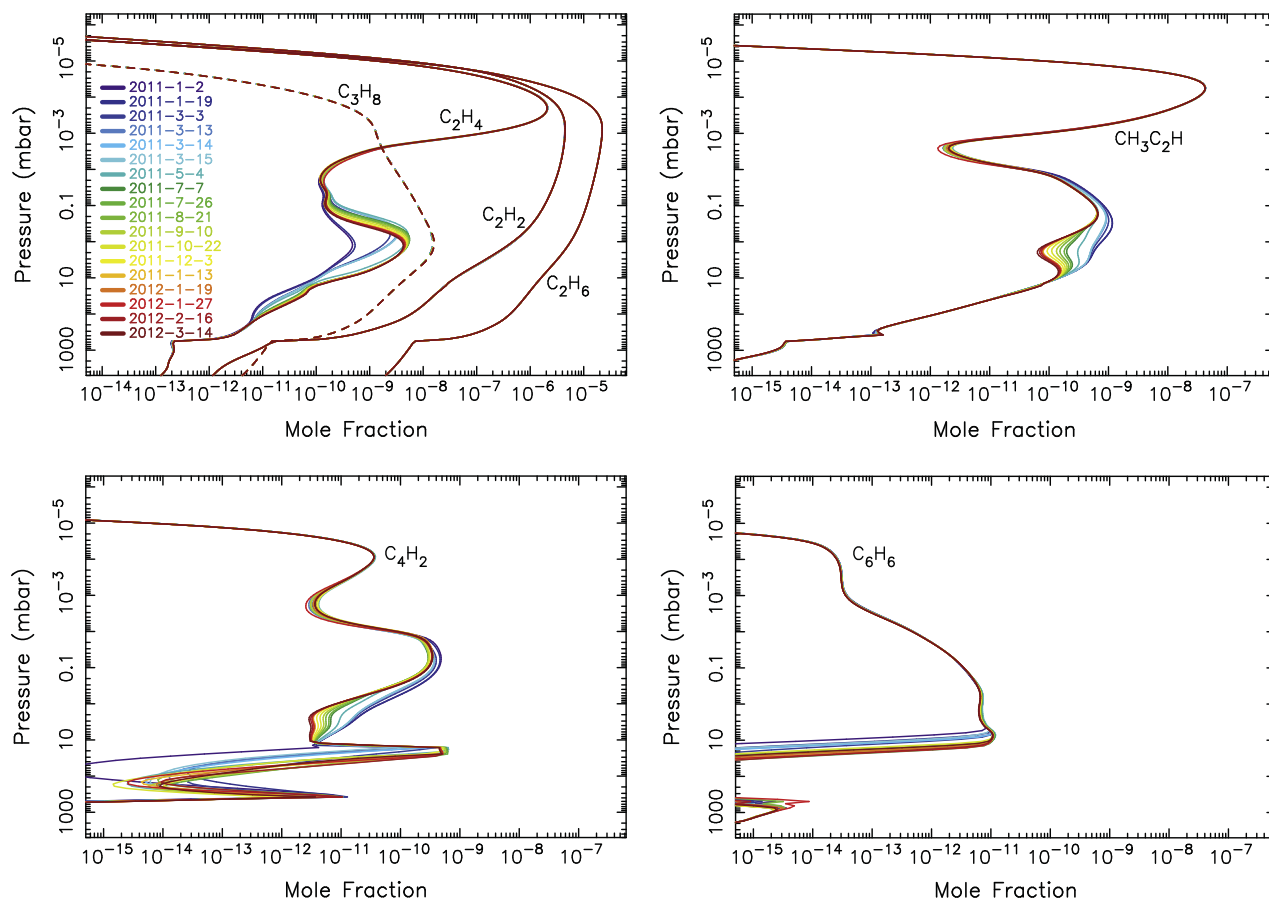 10⁻⁵
10⁻³
0.1
10
1000
Pressure (mbar)
2011-1-2
2011-1-19
2011-3-3
2011-3-13
2011-3-14
2011-3-15
2011-5-4
2011-7-7
2011-7-26
2011-8-21
2011-9-10
2011-10-22
2011-12-3
2011-1-13
2012-1-19
2012-1-27
2012-2-16
2012-3-14
C₃H₈
C₂H₄
C₂H₂
C₂H₆
10⁻¹⁴ 10⁻¹³ 10⁻¹² 10⁻¹¹ 10⁻¹⁰ 10⁻⁹ 10⁻⁸ 10⁻⁷ 10⁻⁶ 10⁻⁵
Mole Fraction
10⁻⁵
10⁻³
0.1
10
1000
Pressure (mbar)
CH₃C₂H
10⁻¹⁵ 10⁻¹⁴ 10⁻¹³ 10⁻¹² 10⁻¹¹ 10⁻¹⁰ 10⁻⁹ 10⁻⁸ 10⁻⁷
Mole Fraction
10⁻⁵
10⁻³
0.1
10
1000
Pressure (mbar)
C₄H₂
10⁻¹⁵ 10⁻¹⁴ 10⁻¹³ 10⁻¹² 10⁻¹¹ 10⁻¹⁰ 10⁻⁹ 10⁻⁸ 10⁻⁷
Mole Fraction
10⁻⁵
10⁻³
0.1
10
1000
Pressure (mbar)
C₆H₆
10⁻¹⁵ 10⁻¹⁴ 10⁻¹³ 10⁻¹² 10⁻¹¹ 10⁻¹⁰ 10⁻⁹ 10⁻⁸ 10⁻⁷
Mole Fraction